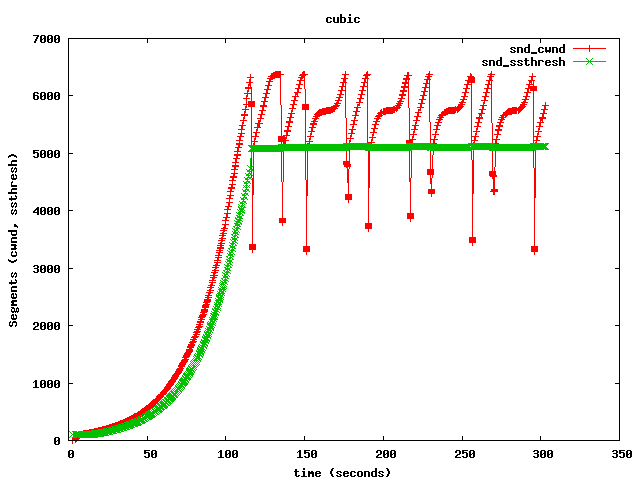 cubic
7000
6000
5000
4000
3000
2000
1000
0
Segments (cwnd, ssthresh)
snd_cwnd
snd_ssthresh
0 50 100 150 200 250 300 350
time (seconds)